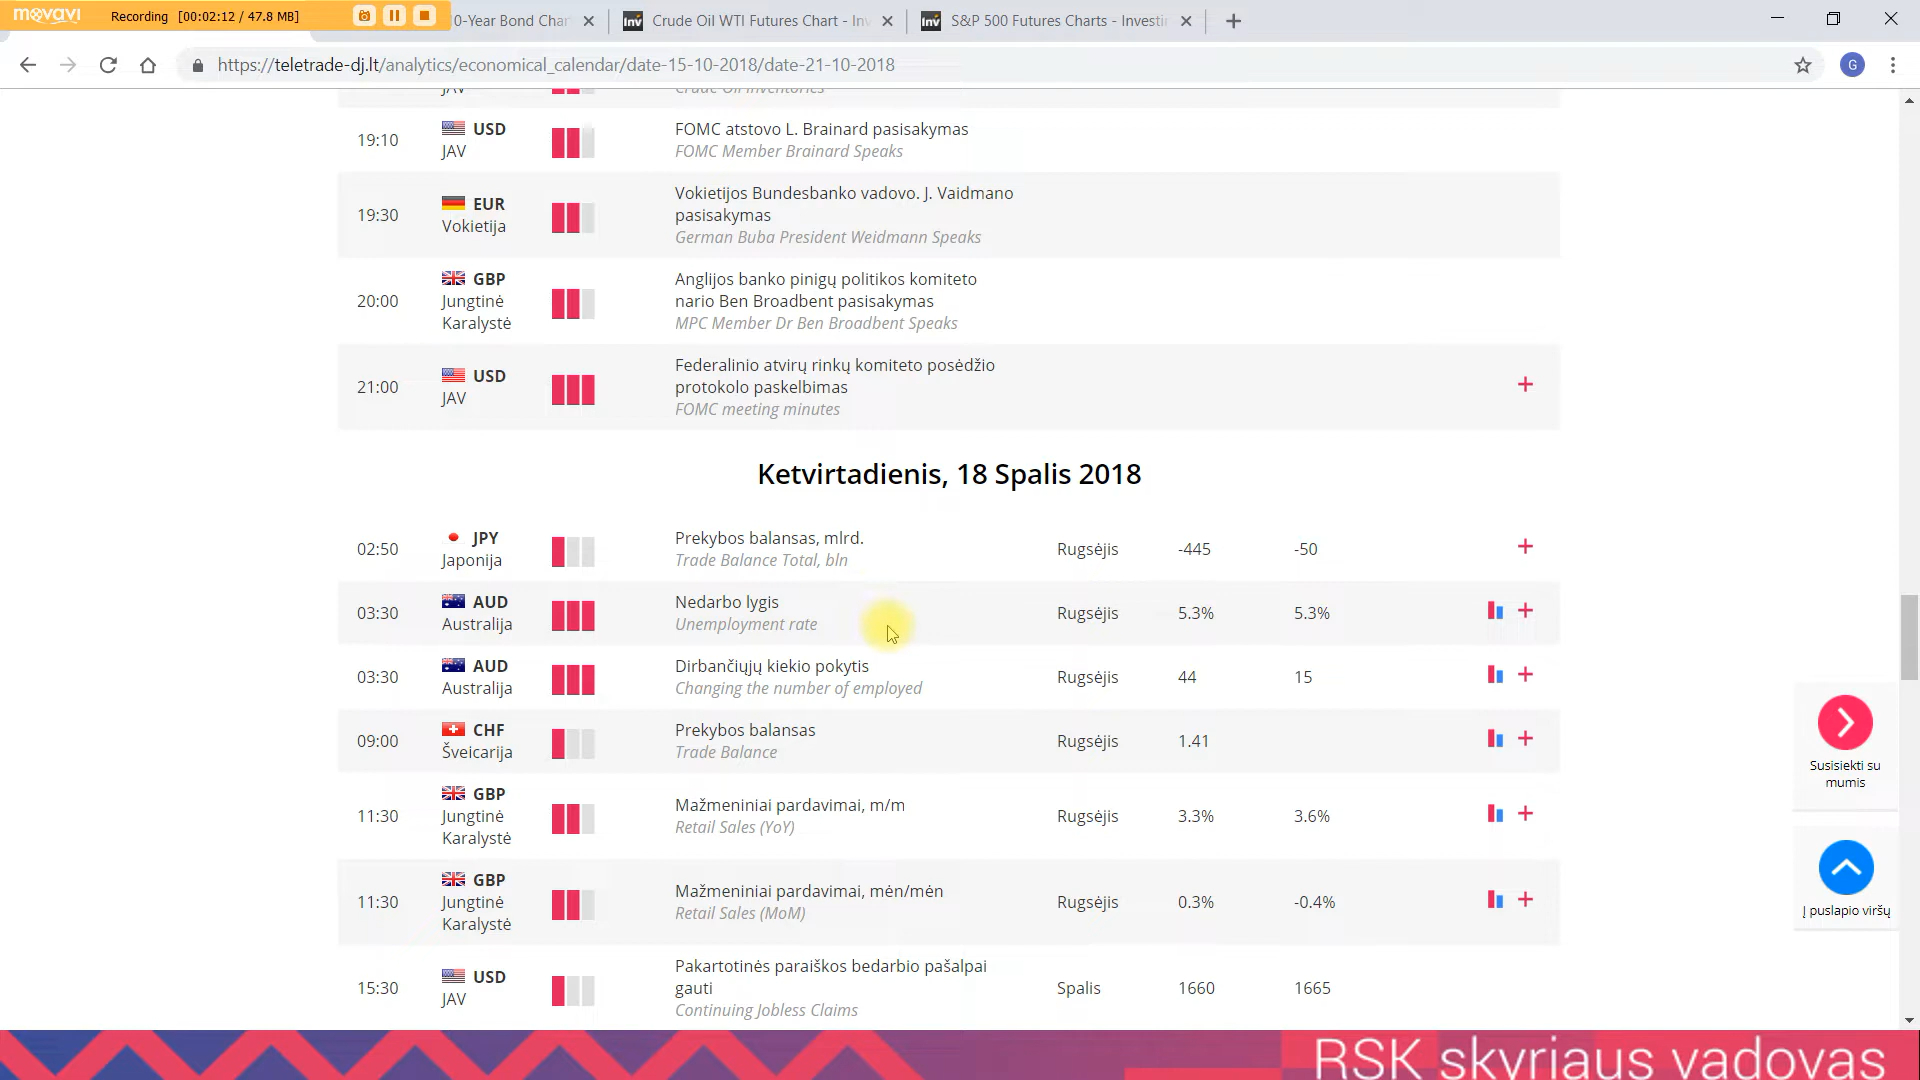 movavi
Recording [00:02:12 / 47.8 MB]
0-Year Bond Char
Crude Oil WTI Futures Chart - Inv
S&P 500 Futures Charts - Investin
https://teletrade-dj.lt/analytics/economical_calendar/date-15-10-2018/date-21-10-2018
G
JAV
Crude Oil Inventories
19:10
USD
JAV
FOMC atstovo L. Brainard pasisakymas
FOMC Member Brainard Speaks
19:30
EUR
Vokietija
Vokietijos Bundesbanko vadovo. J. Vaidmano
pasisakymas
German Buba President Weidmann Speaks
20:00
GBP
Jungtinė
Karalystė
Anglijos banko pinigų politikos komiteto
nario Ben Broadbent pasisakymas
MPC Member Dr Ben Broadbent Speaks
21:00
USD
JAV
Federalinio atvirų rinkų komiteto posėdžio
protokolo paskelbimas
FOMC meeting minutes
Ketvirtadienis, 18 Spalis 2018
02:50
JPY
Japonija
Prekybos balansas, mlrd.
Trade Balance Total, bln
Rugsėjis -445 -50
03:30
AUD
Australija
Nedarbo lygis
Unemployment rate
Rugsėjis 5.3% 5.3%
03:30
AUD
Australija
Dirbančiųjų kiekio pokytis
Changing the number of employed
Rugsėjis 44 15
09:00
CHF
Šveicarija
Prekybos balansas
Trade Balance
Rugsėjis 1.41
11:30
GBP
Jungtinė
Karalystė
Mažmeniniai pardavimai, m/m
Retail Sales (YoY)
Rugsėjis 3.3% 3.6%
11:30
GBP
Jungtinė
Karalystė
Mažmeniniai pardavimai, mėn/mėn
Retail Sales (MoM)
Rugsėjis 0.3% -0.4%
15:30
USD
JAV
Pakartotinės paraiškos bedarbio pašalpai
gauti
Continuing Jobless Claims
Spalis 1660 1665
Susisiekti su
mumis
Į puslapio viršų
RSK skyriaus vadovas